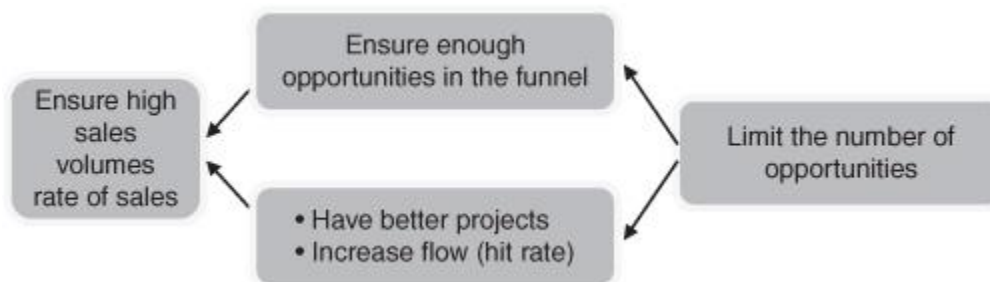 Ensure high
sales
volumes
rate of sales
Ensure enough
opportunities in the funnel
• Have better projects
• Increase flow (hit rate)
Limit the number of
opportunities